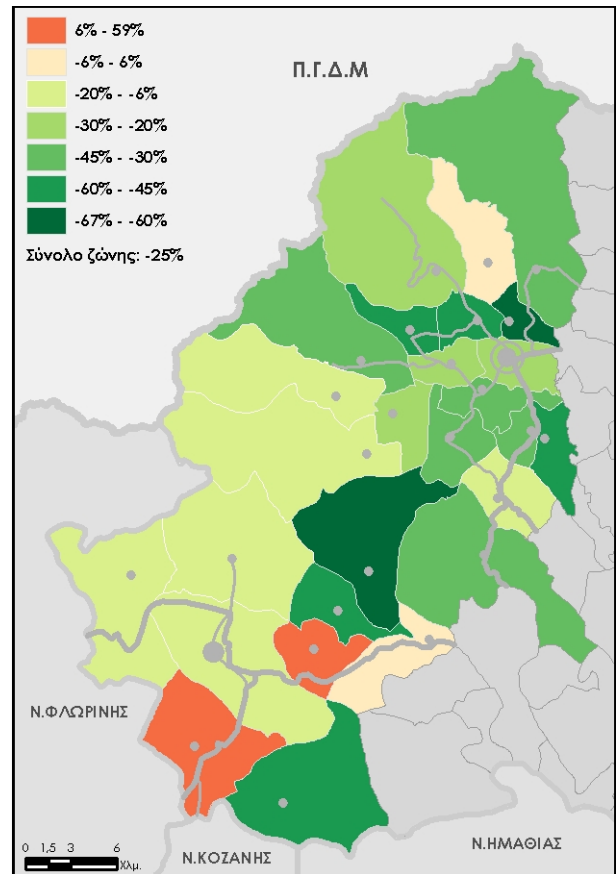 6% - 59%
-6% - 6%
-20% - -6%
-30% - -20%
-45% - -30%
-60% - -45%
-67% - -60%
Σύνολο ζώνης: -25%
Π.Γ.Δ.Μ
Ν.ΦΛΩΡΙΝΗΣ
Ν.ΚΟΖΑΝΗΣ
Ν.ΗΜΑΘΙΑΣ
0 1,5 3 6
Χλμ.